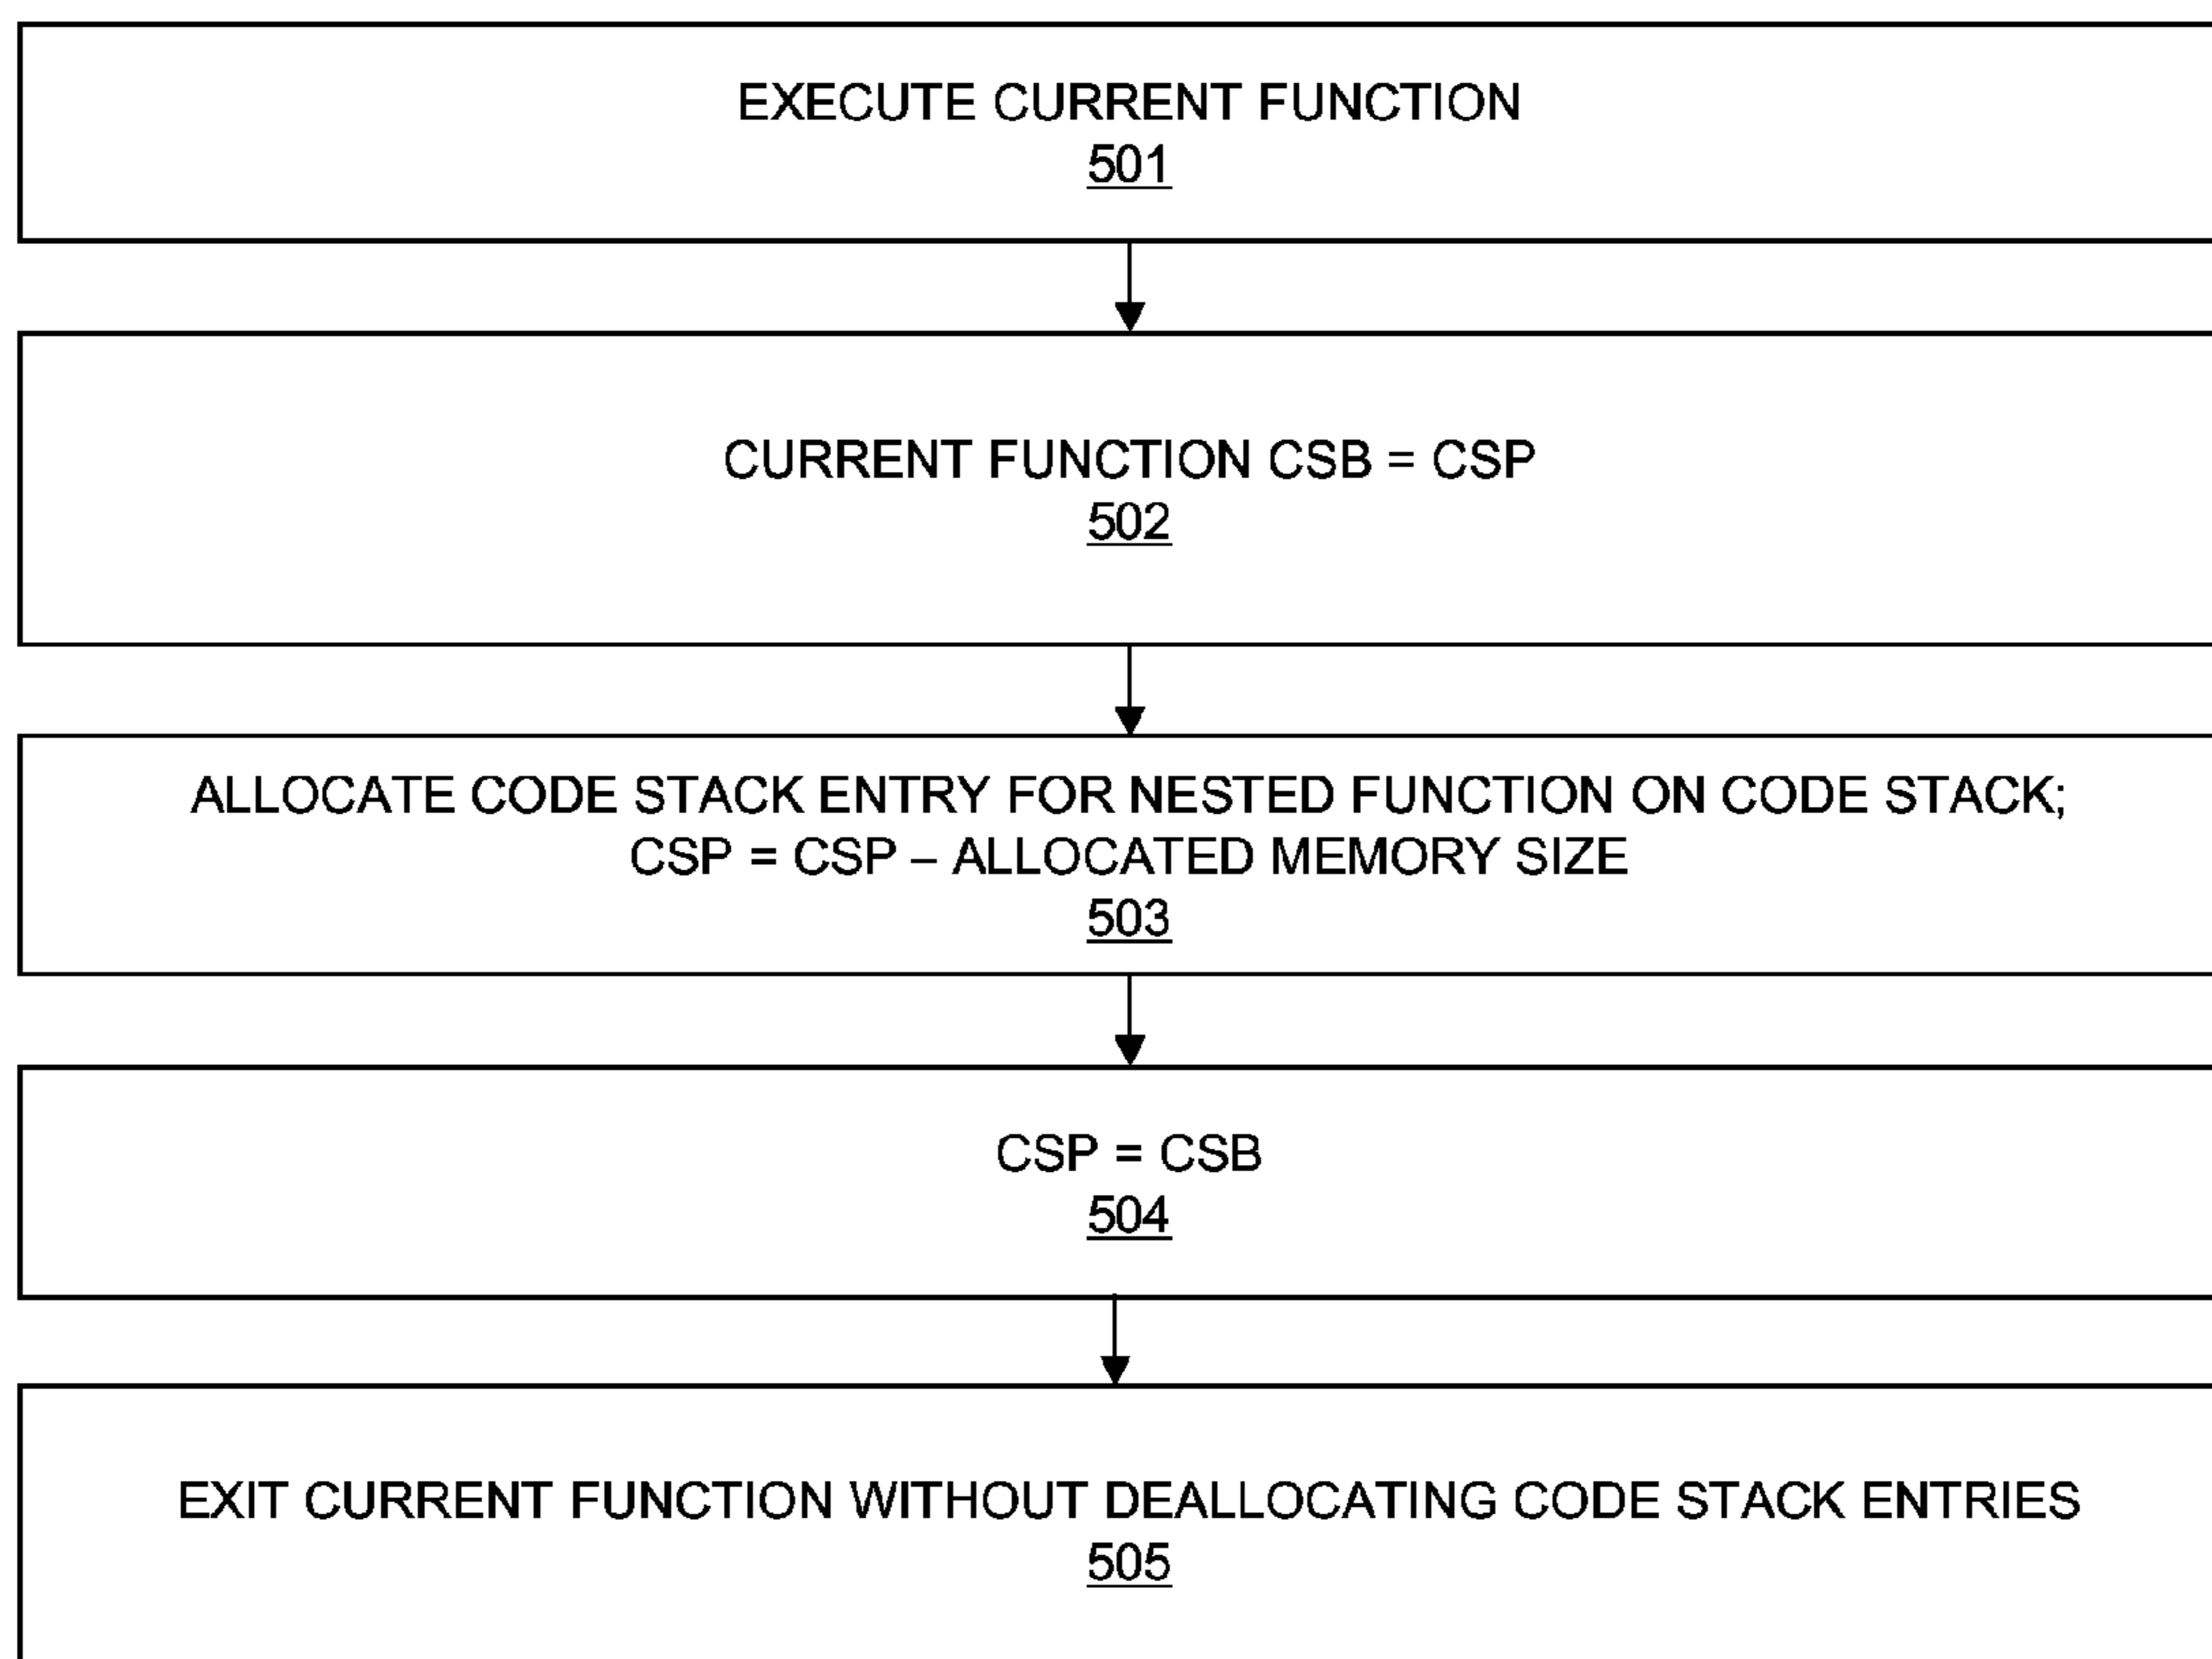 EXECUTE CURRENT FUNCTION
501
CURRENT FUNCTION CSB = CSP
502
ALLOCATE CODE STACK ENTRY FOR NESTED FUNCTION ON CODE STACK;
CSP = CSP – ALLOCATED MEMORY SIZE
503
CSP = CSB
504
EXIT CURRENT FUNCTION WITHOUT DEALLOCATING CODE STACK ENTRIES
505